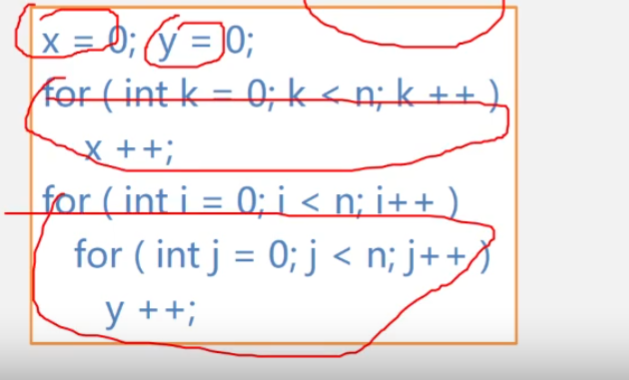 x = 0; y = 0;
for ( int k = 0; k < n; k ++ )
x ++;
for ( int i = 0; i < n; i++ )
for ( int j = 0; j < n; j++ )
y ++;